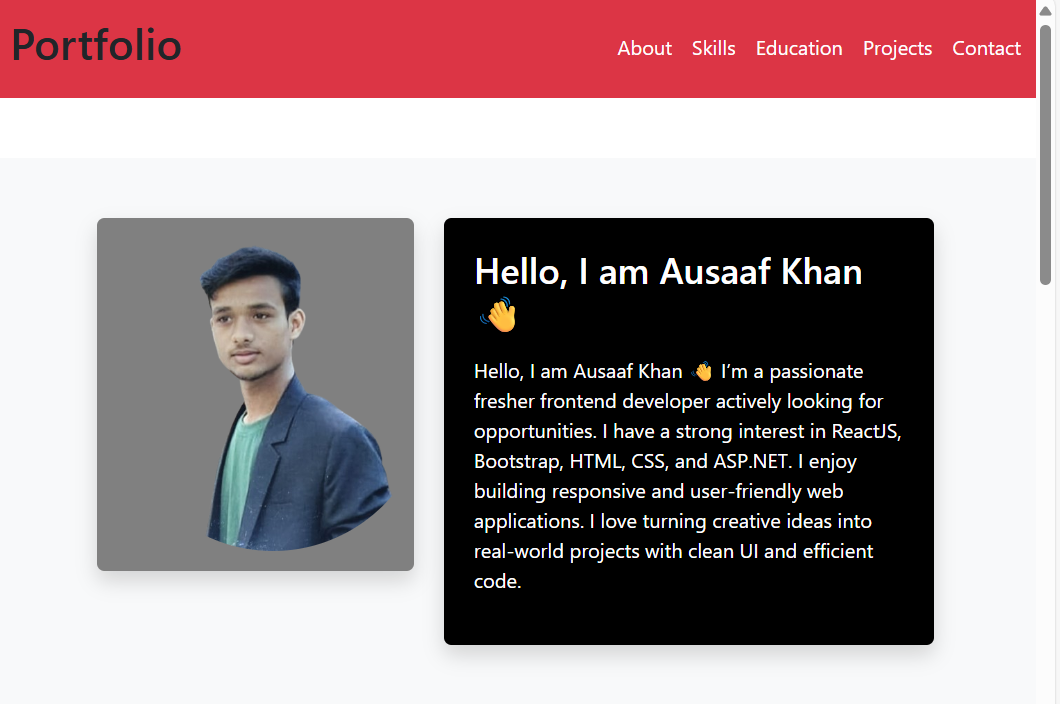 Portfolio
About Skills Education Projects Contact
Hello, I am Ausaaf Khan
👋
Hello, I am Ausaaf Khan 👋 I’m a passionate
fresher frontend developer actively looking for
opportunities. I have a strong interest in ReactJS,
Bootstrap, HTML, CSS, and ASP.NET. I enjoy
building responsive and user-friendly web
applications. I love turning creative ideas into
real-world projects with clean UI and efficient
code.